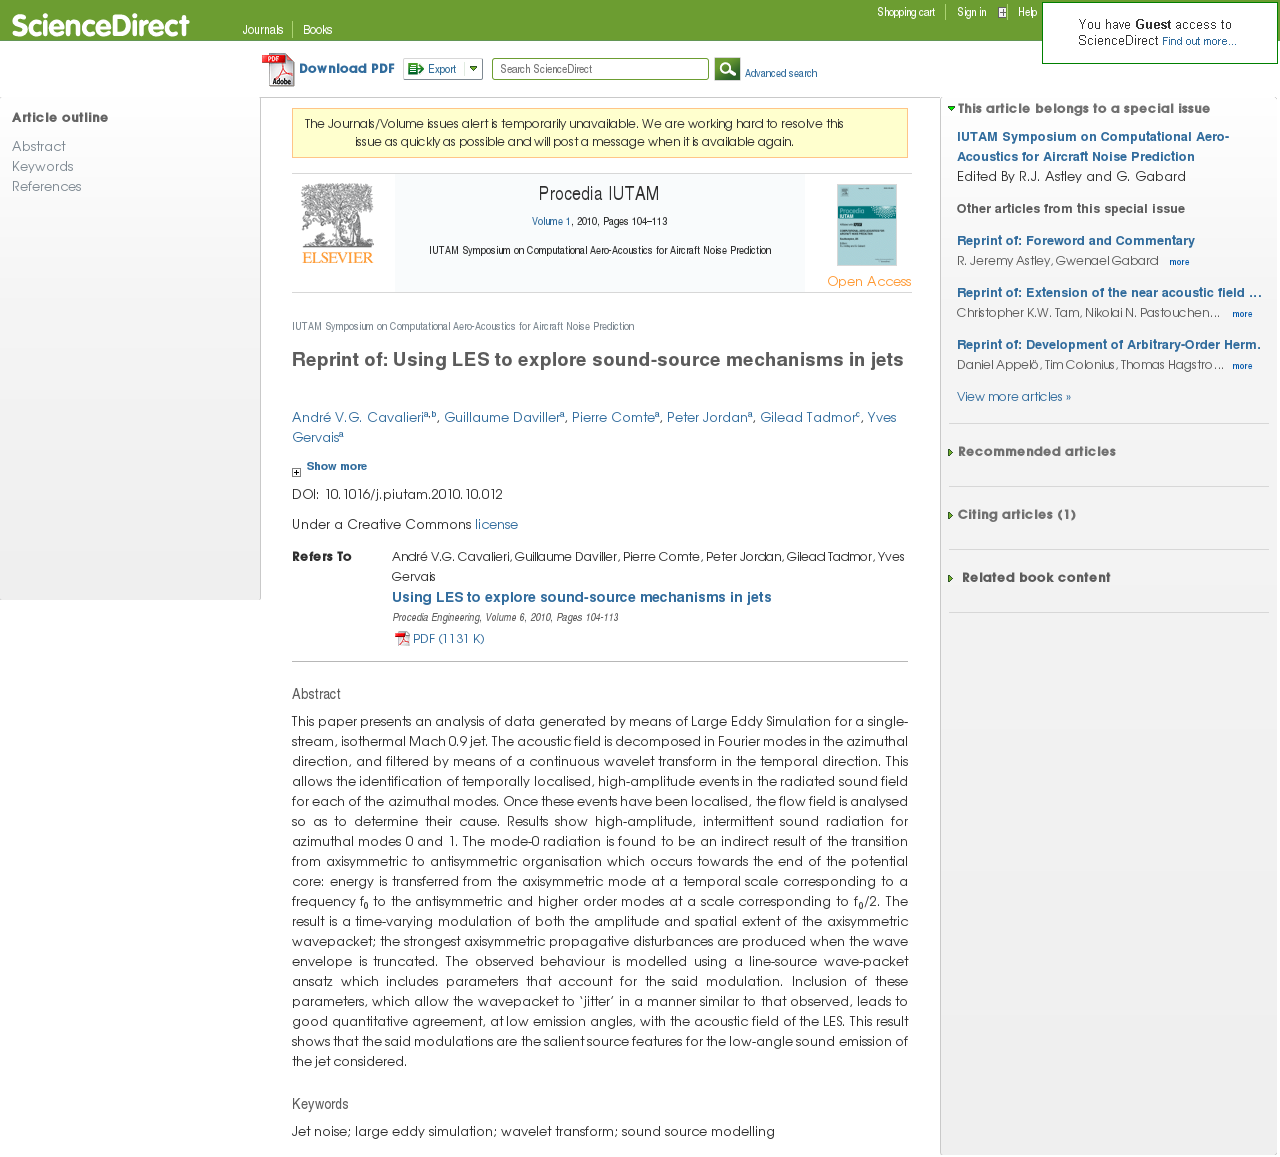 ScienceDirect
Journals
Books
Shopping cart
Sign in
Help
You have Guest access to
ScienceDirect Find out more...
Download PDF
Export
Search ScienceDirect
Advanced search
Article outline
Abstract
Keywords
References
The Journals/Volume issues alert is temporarily unavailable. We are working hard to resolve this
issue as quickly as possible and will post a message when it is available again.
ELSEVIER
Procedia IUTAM
Volume 1, 2010, Pages 104–113
IUTAM Symposium on Computational Aero-Acoustics for Aircraft Noise Prediction
Procedia
IUTAM
Open Access
IUTAM Symposium on Computational Aero-Acoustics for Aircraft Noise Prediction
Reprint of: Using LES to explore sound-source mechanisms in jets
André V.G. Cavalieria,b, Guillaume Davillera, Pierre Comtea, Peter Jordana, Gilead Tadmorc, Yves
Gervaisa
Show more
DOI: 10.1016/j.piutam.2010.10.012
Under a Creative Commons license
Refers To
André V.G. Cavalieri, Guillaume Daviller, Pierre Comte, Peter Jordan, Gilead Tadmor, Yves
Gervais
Using LES to explore sound-source mechanisms in jets
Procedia Engineering, Volume 6, 2010, Pages 104-113
PDF (1131 K)
Abstract
This paper presents an analysis of data generated by means of Large Eddy Simulation for a single-
stream, isothermal Mach 0.9 jet. The acoustic field is decomposed in Fourier modes in the azimuthal
direction, and filtered by means of a continuous wavelet transform in the temporal direction. This
allows the identification of temporally localised, high-amplitude events in the radiated sound field
for each of the azimuthal modes. Once these events have been localised, the flow field is analysed
so as to determine their cause. Results show high-amplitude, intermittent sound radiation for
azimuthal modes 0 and 1. The mode-0 radiation is found to be an indirect result of the transition
from axisymmetric to antisymmetric organisation which occurs towards the end of the potential
core: energy is transferred from the axisymmetric mode at a temporal scale corresponding to a
frequency f0 to the antisymmetric and higher order modes at a scale corresponding to f0/2. The
result is a time-varying modulation of both the amplitude and spatial extent of the axisymmetric
wavepacket; the strongest axisymmetric propagative disturbances are produced when the wave
envelope is truncated. The observed behaviour is modelled using a line-source wave-packet
ansatz which includes parameters that account for the said modulation. Inclusion of these
parameters, which allow the wavepacket to ‘jitter’ in a manner similar to that observed, leads to
good quantitative agreement, at low emission angles, with the acoustic field of the LES. This result
shows that the said modulations are the salient source features for the low-angle sound emission of
the jet considered.
Keywords
Jet noise; large eddy simulation; wavelet transform; sound source modelling
This article belongs to a special issue
IUTAM Symposium on Computational Aero-
Acoustics for Aircraft Noise Prediction
Edited By R.J. Astley and G. Gabard
Other articles from this special issue
Reprint of: Foreword and Commentary
R. Jeremy Astley, Gwenael Gabard more
Reprint of: Extension of the near acoustic field ...
Christopher K.W. Tam, Nikolai N. Pastouchen... more
Reprint of: Development of Arbitrary-Order Herm.
Daniel Appelö, Tim Colonius, Thomas Hagstro... more
View more articles »
Recommended articles
Citing articles (1)
Related book content